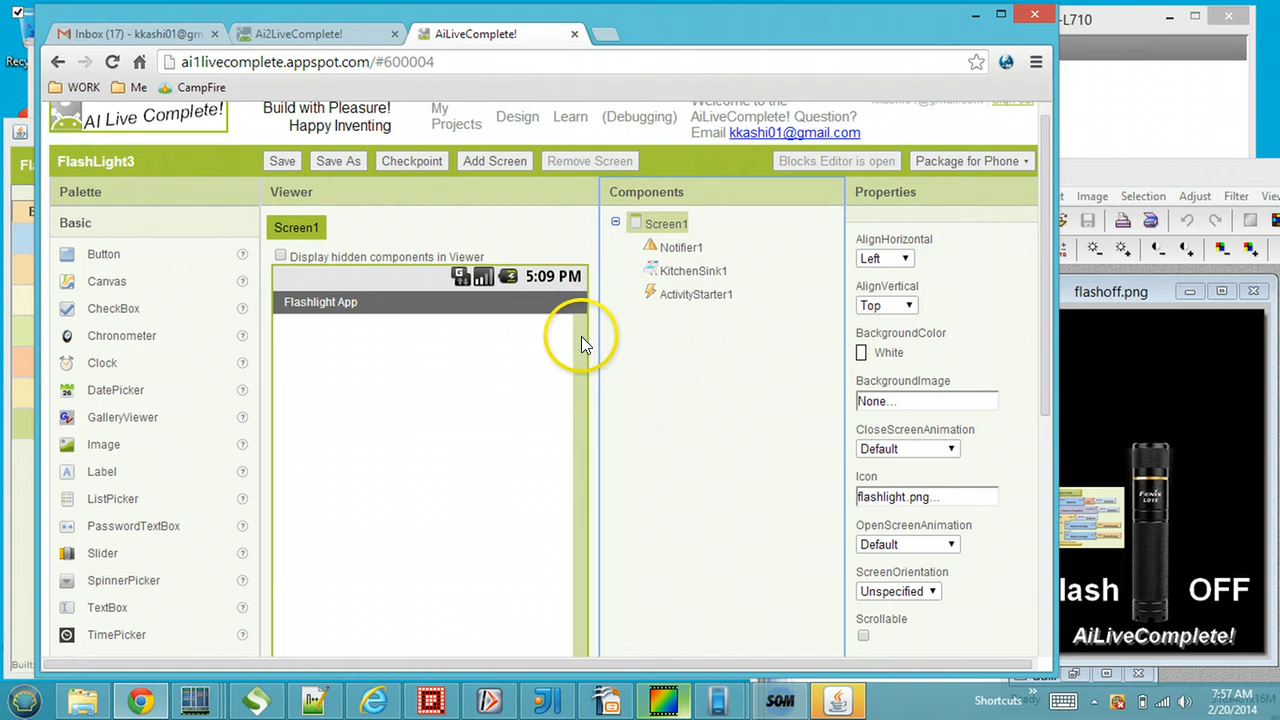 Inbox (17) - kkashi01@gm
Ai2LiveComplete!
AiLiveComplete!
-L710
ai1livecomplete.appspot.com/#600004
WORK
Me
CampFire
AI Live Complete!
Build with Pleasure!
Happy Inventing
My Projects
Design
Learn
(Debugging)
Welcome to the
AiLiveComplete! Question?
Email kkashi01@gmail.com
FlashLight3
Save
Save As
Checkpoint
Add Screen
Remove Screen
Blocks Editor is open
Package for Phone
Palette
Viewer
Components
Properties
Basic
Button
Canvas
CheckBox
Chronometer
Clock
DatePicker
GalleryViewer
Image
Label
ListPicker
PasswordTextBox
Slider
SpinnerPicker
TextBox
TimePicker
Screen1
Display hidden components in Viewer
5:09 PM
Flashlight App
Screen1
Notifier1
KitchenSink1
ActivityStarter1
AlignHorizontal
Left
AlignVertical
Top
BackgroundColor
White
BackgroundImage
None...
CloseScreenAnimation
Default
Icon
flashlight.png...
OpenScreenAnimation
Default
ScreenOrientation
Unspecified
Scrollable
Image
Selection
Adjust
Filter
flashoff.png
FENIX
LD15
lash OFF
AiLiveComplete!
Built:
SOM
Shortcuts
7:57 AM
2/20/2014